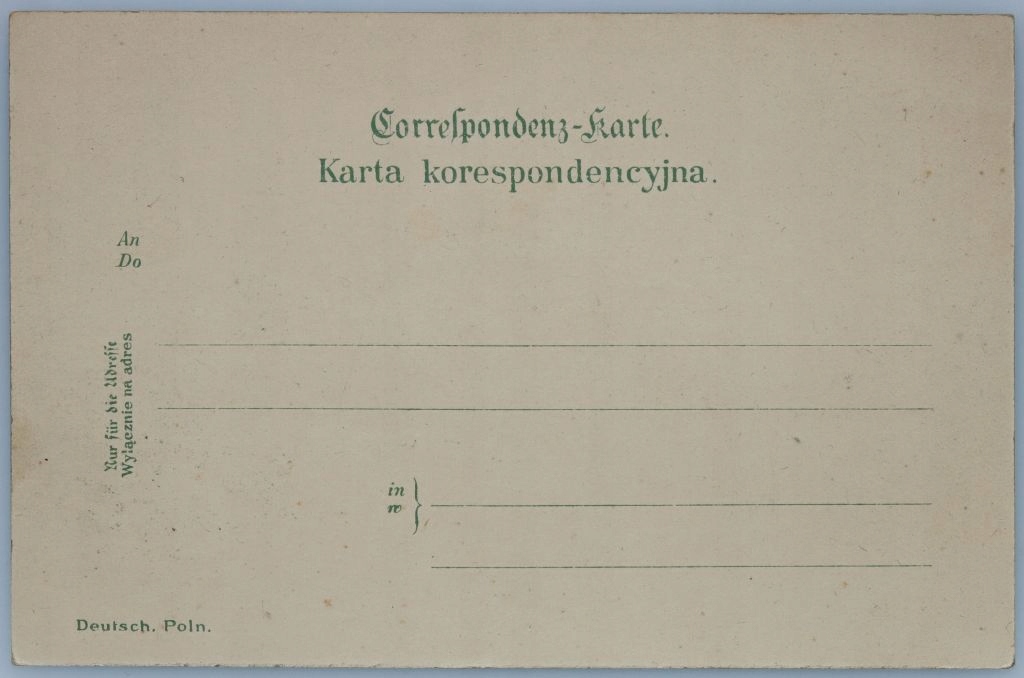 Correſpondenz-Karte.
Karta korespondencyjna.
An
Do
Nur für die Adreſſe
Wyłącznie na adres
in
w
Deutsch. Poln.